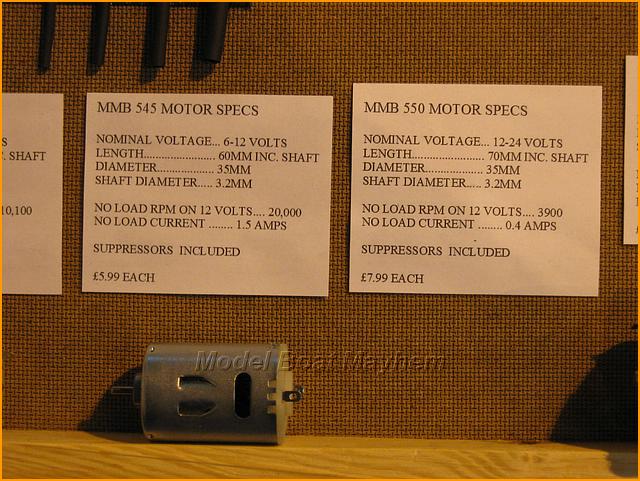 S
C. SHAFT
10,100
MMB 545 MOTOR SPECS
NOMINAL VOLTAGE... 6-12 VOLTS
LENGTH....................... 60MM INC. SHAFT
DIAMETER....................... 35MM
SHAFT DIAMETER..... 3.2MM
NO LOAD RPM ON 12 VOLTS.... 20,000
NO LOAD CURRENT ........ 1.5 AMPS
SUPPRESSORS INCLUDED
£5.99 EACH
MMB 550 MOTOR SPECS
NOMINAL VOLTAGE... 12-24 VOLTS
LENGTH....................... 70MM INC. SHAFT
DIAMETER....................... 35MM
SHAFT DIAMETER..... 3.2MM
NO LOAD RPM ON 12 VOLTS.... 3900
NO LOAD CURRENT ........ 0.4 AMPS
SUPPRESSORS INCLUDED
£7.99 EACH
Model Boat Mayhem